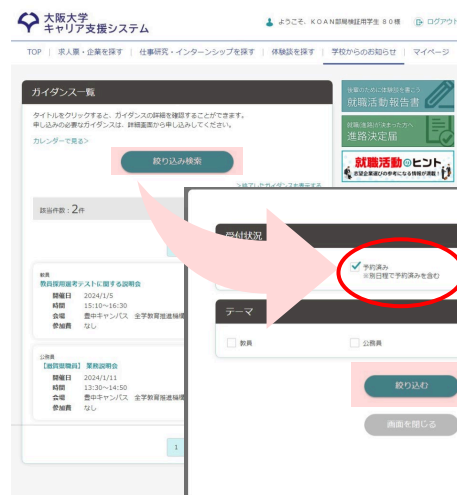 大阪大学
キャリア支援システム
ようこそ、KOAN部局検証用学生８０様
ログアウト
TOP
求人票・企業を探す
仕事研究・インターンシップを探す
体験談を探す
学校からのお知らせ
マイページ
ガイダンス一覧
タイトルをクリックすると、ガイダンスの詳細を確認することができます。
申し込みの必要なガイダンスは、詳細画面から申し込みしてください。
カレンダーで見る>
絞り込み検索
該当件数：2件
教員
教員採用選考テストに関する説明会
開催日 2024/1/5
時間 15:10～16:30
会場 豊中キャンパス 全学教育推進機構
参加費 なし
公務員
業務説明会
開催日 2024/1/11
時間 13:30～14:50
会場 豊中キャンパス 全学教育推進機構
参加費 なし
1
就職活動報告書
進路決定届
就職活動のヒント
受付状況
予約済み
※別日程で予約済みを含む
テーマ
教員
公務員
絞り込む
画面を閉じる